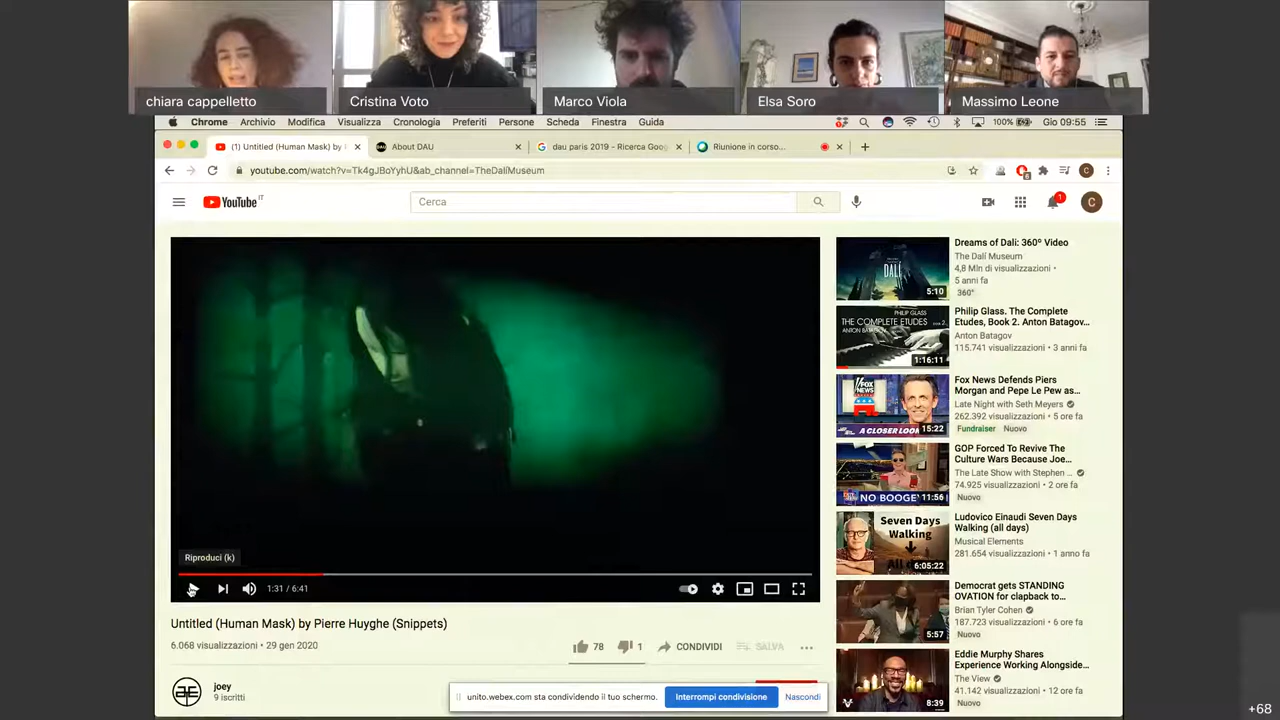 chiara cappelletto
Cristina Voto
Marco Viola
Elsa Soro
Massimo Leone
Chrome Archivio Modifica Visualizza Cronologia Preferiti Persone Scheda Finestra Guida 100% Gio 09:55
(1) Untitled (Human Mask) by
About DAU
dau paris 2019 - Ricerca Goog
Riunione in corso...
youtube.com/watch?v=Tk4gJBoYyhU&ab_channel=TheDalíMuseum
YouTube IT
Cerca
1
C
Riproduci (k)
1:31 / 6:41
Untitled (Human Mask) by Pierre Huyghe (Snippets)
6.068 visualizzazioni • 29 gen 2020
78 1 CONDIVIDI SALVA
joey
9 iscritti
DALÍ
5:10
Dreams of Dalí: 360º Video
The Dalí Museum
4,8 Mln di visualizzazioni •
5 anni fa
360°
PHILIP GLASS
THE COMPLETE ETUDES
ANTON BATAGOV
1:16:11
Philip Glass. The Complete
Etudes, Book 2. Anton Batagov...
Anton Batagov
115.741 visualizzazioni • 3 anni fa
A CLOSER LOOK
15:22
Fox News Defends Piers
Morgan and Pepe Le Pew as...
Late Night with Seth Meyers
262.392 visualizzazioni • 5 ore fa
Fundraiser Nuovo
NO BOOGEY
11:56
GOP Forced To Revive The
Culture Wars Because Joe...
The Late Show with Stephen ...
74.925 visualizzazioni • 2 ore fa
Nuovo
Seven Days
Walking
6:05:22
Ludovico Einaudi Seven Days
Walking (all days)
Musical Elements
281.654 visualizzazioni • 1 anno fa
5:57
Democrat gets STANDING
OVATION for clapback to...
Brian Tyler Cohen
187.723 visualizzazioni • 6 ore fa
Nuovo
8:39
Eddie Murphy Shares
Experience Working Alongside...
The View
41.142 visualizzazioni • 12 ore fa
Nuovo
unito.webex.com sta condividendo il tuo schermo. Interrompi condivisione Nascondi
+68